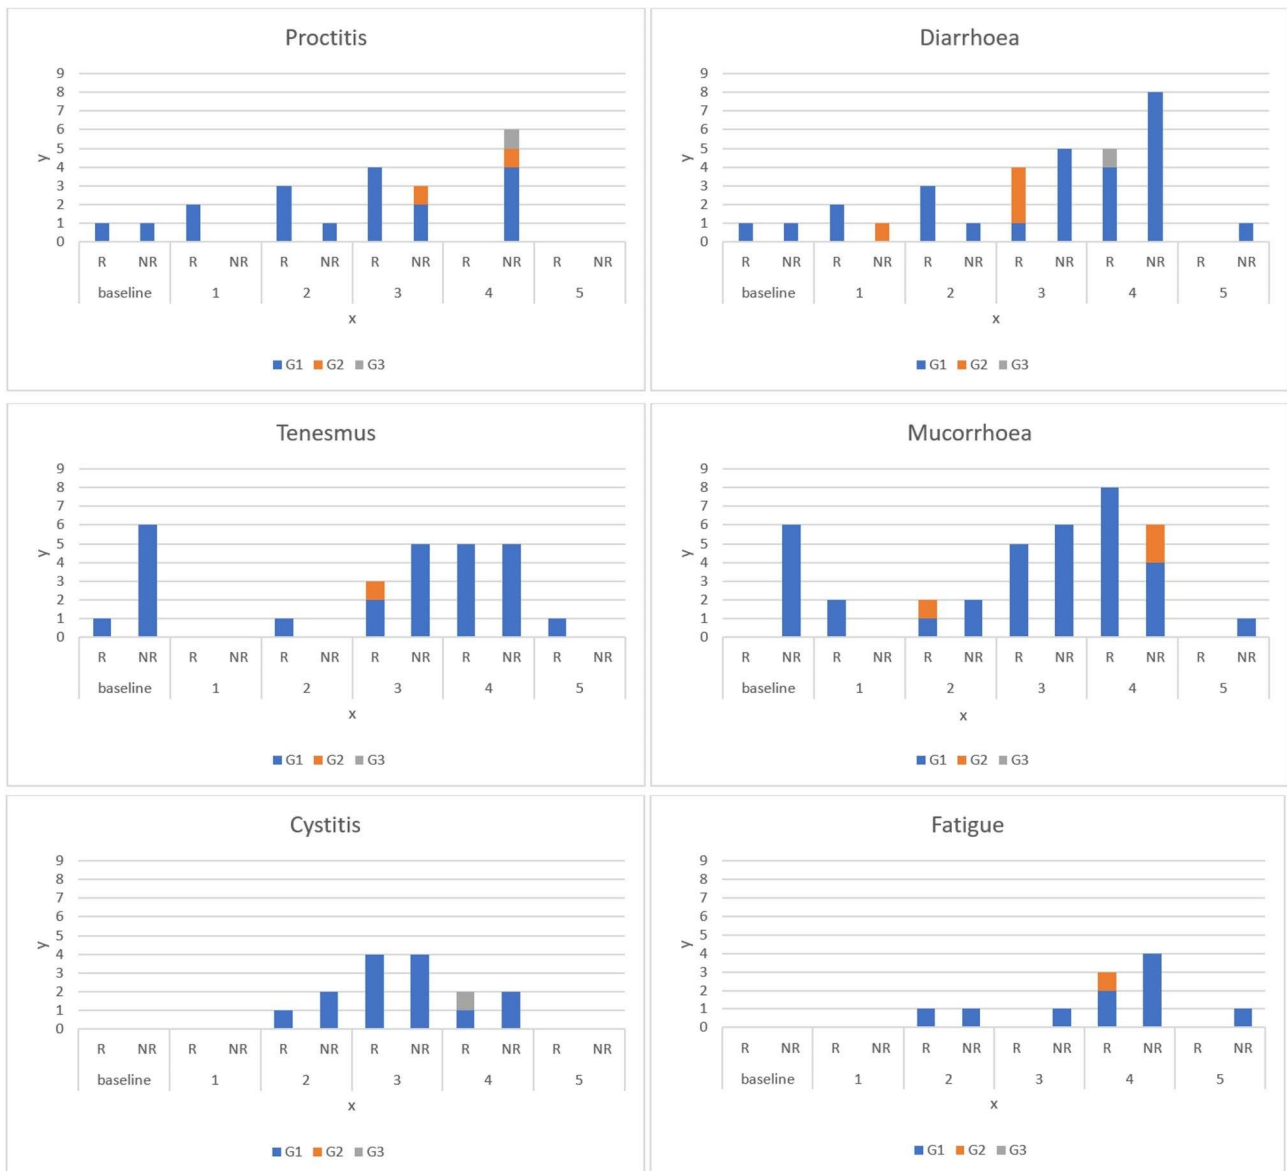 Proctitis
9
8
7
6
5
4
3
2
1
0
y
R NR R NR R NR R NR R NR R NR
baseline 1 2 3 4 5
x
G1 G2 G3
Diarrhoea
9
8
7
6
5
4
3
2
1
0
y
R NR R NR R NR R NR R NR R NR
baseline 1 2 3 4 5
x
G1 G2 G3
Tenesmus
9
8
7
6
5
4
3
2
1
0
y
R NR R NR R NR R NR R NR R NR
baseline 1 2 3 4 5
x
G1 G2 G3
Mucorrhoea
9
8
7
6
5
4
3
2
1
0
y
R NR R NR R NR R NR R NR R NR
baseline 1 2 3 4 5
x
G1 G2 G3
Cystitis
9
8
7
6
5
4
3
2
1
0
y
R NR R NR R NR R NR R NR R NR
baseline 1 2 3 4 5
x
G1 G2 G3
Fatigue
9
8
7
6
5
4
3
2
1
0
y
R NR R NR R NR R NR R NR R NR
baseline 1 2 3 4 5
x
G1 G2 G3